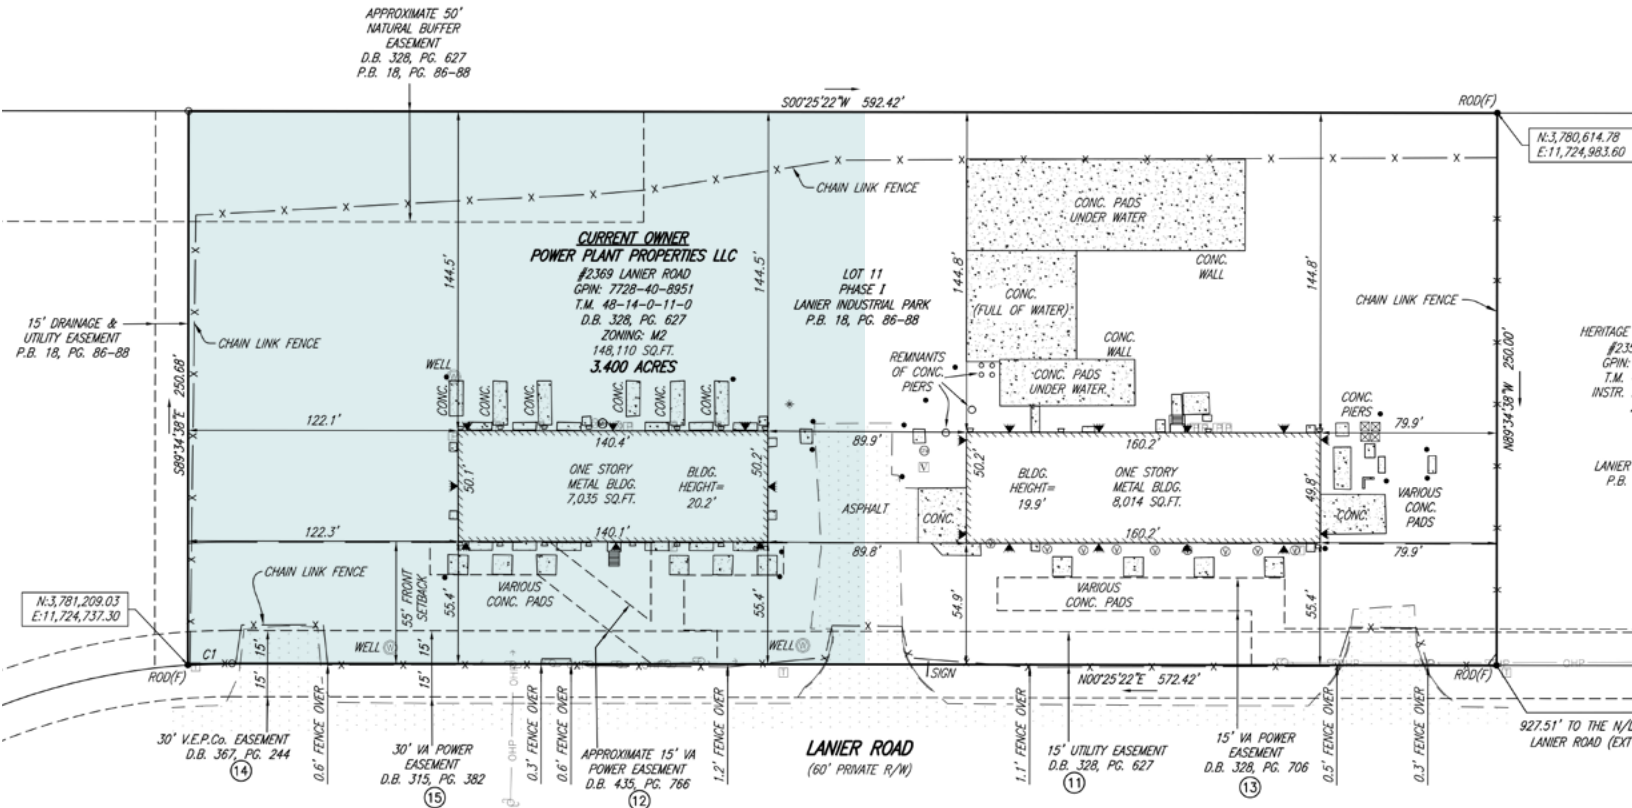 APPROXIMATE 50'
NATURAL BUFFER
EASEMENT
D.B. 328, PG. 627
P.B. 18, PG. 86-88
S00°25'22"W 592.42'
ROD(F)
N:3,780,614.78
E:11,724,983.60
CHAIN LINK FENCE
CONC. PADS
UNDER WATER
CURRENT OWNER
POWER PLANT PROPERTIES LLC
#2369 LANIER ROAD
GPIN: 7728-40-8951
T.M. 48-14-0-11-0
D.B. 328, PG. 627
ZONING: M2
148,110 SQ.FT.
3.400 ACRES
144.5'
144.5'
144.8'
144.8'
LOT 11
PHASE I
LANIER INDUSTRIAL PARK
P.B. 18, PG. 86-88
CONC.
WALL
CONC.
(FULL OF WATER)
CHAIN LINK FENCE
15' DRAINAGE &
UTILITY EASEMENT
P.B. 18, PG. 86-88
CHAIN LINK FENCE
S89°34'38"E 250.68'
N89°34'38"W 250.00'
HERITAGE
#235
GPIN:
T.M.
INSTR.
WELL
W
REMNANTS
OF CONC.
PIERS
CONC.
WALL
CONC. PADS
UNDER WATER
CONC.
CONC.
CONC.
CONC.
CONC.
CONC.
CONC.
PIERS
122.1'
140.4'
89.9'
160.2'
79.9'
50.1'
ONE STORY
METAL BLDG.
7,035 SQ.FT.
BLDG.
HEIGHT=
20.2'
50.2'
V
50.2'
BLDG.
HEIGHT=
19.9'
ONE STORY
METAL BLDG.
8,014 SQ.FT.
49.8'
LANIER
P.B.
VARIOUS
CONC.
PADS
ASPHALT
CONC.
CONC.
122.3'
140.1'
89.8'
160.2'
79.9'
CHAIN LINK FENCE
55' FRONT
SETBACK
55.4'
VARIOUS
CONC. PADS
55.4'
54.9'
VARIOUS
CONC. PADS
55.4'
N:3,781,209.03
E:11,724,737.30
C1
15'
WELL
W
15'
WELL
W
ROD(F)
15'
15'
OHP
SIGN
N00°25'22"E 572.42'
OHP
ROD(F)
OHP
0.6' FENCE OVER
0.3' FENCE OVER
0.6' FENCE OVER
1.2' FENCE OVER
1.1' FENCE OVER
0.5' FENCE OVER
0.3' FENCE OVER
30' V.E.P.Co. EASEMENT
D.B. 367, PG. 244
14
30' VA POWER
EASEMENT
D.B. 315, PG. 382
15
OHP
APPROXIMATE 15' VA
POWER EASEMENT
D.B. 435, PG. 766
12
LANIER ROAD
(60' PRIVATE R/W)
15' UTILITY EASEMENT
D.B. 328, PG. 627
11
15' VA POWER
EASEMENT
D.B. 328, PG. 706
13
927.51' TO THE N/L
LANIER ROAD (EXT